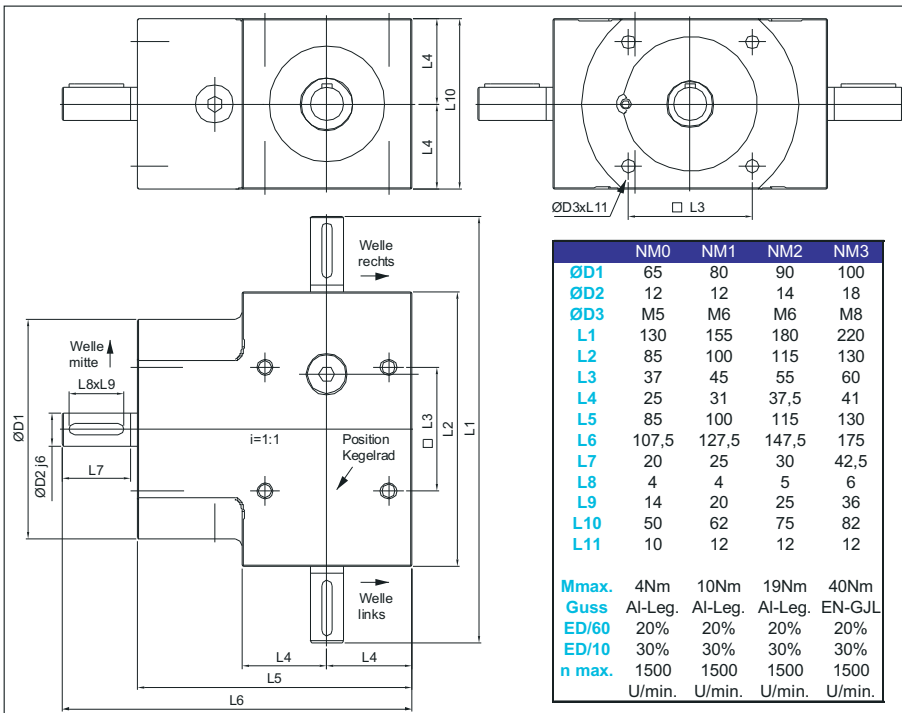 L4
L10
L4
ØD3xL11
□ L3
Welle
rechts
Welle
mitte
L8xL9
ØD1
ØD2 j6
L7
i=1:1
Position
Kegelrad
□ L3
L2
L1
Welle
links
L4
L4
L5
L6
NM0 NM1 NM2 NM3
ØD1 65 80 90 100
ØD2 12 12 14 18
ØD3 M5 M6 M6 M8
L1 130 155 180 220
L2 85 100 115 130
L3 37 45 55 60
L4 25 31 37,5 41
L5 85 100 115 130
L6 107,5 127,5 147,5 175
L7 20 25 30 42,5
L8 4 4 5 6
L9 14 20 25 36
L10 50 62 75 82
L11 10 12 12 12
Mmax. 4Nm 10Nm 19Nm 40Nm
Guss Al-Leg. Al-Leg. Al-Leg. EN-GJL
ED/60 20% 20% 20% 20%
ED/10 30% 30% 30% 30%
n max. 1500 1500 1500 1500
U/min. U/min. U/min. U/min.